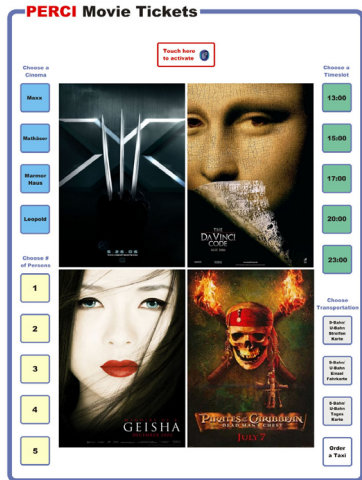 PERCI Movie Tickets
Touch here
to activate
Choose a
Cinema
Maxx
Mathäser
Marmor
Haus
Leopold
Choose #
of Persons
1
2
3
4
5
THE
DA VINCI
CODE
GEISHA
PIRATES of the CARIBBEAN
DEAD MAN'S CHEST
JULY 7
Choose a
Timeslot
13:00
15:00
17:00
20:00
23:00
Choose
Transportation
S-Bahn/
U-Bahn
Streifen
Karte
S-Bahn/
U-Bahn
Einzel
Fahrkarte
S-Bahn/
U-Bahn
Tages
Karte
Order
a Taxi